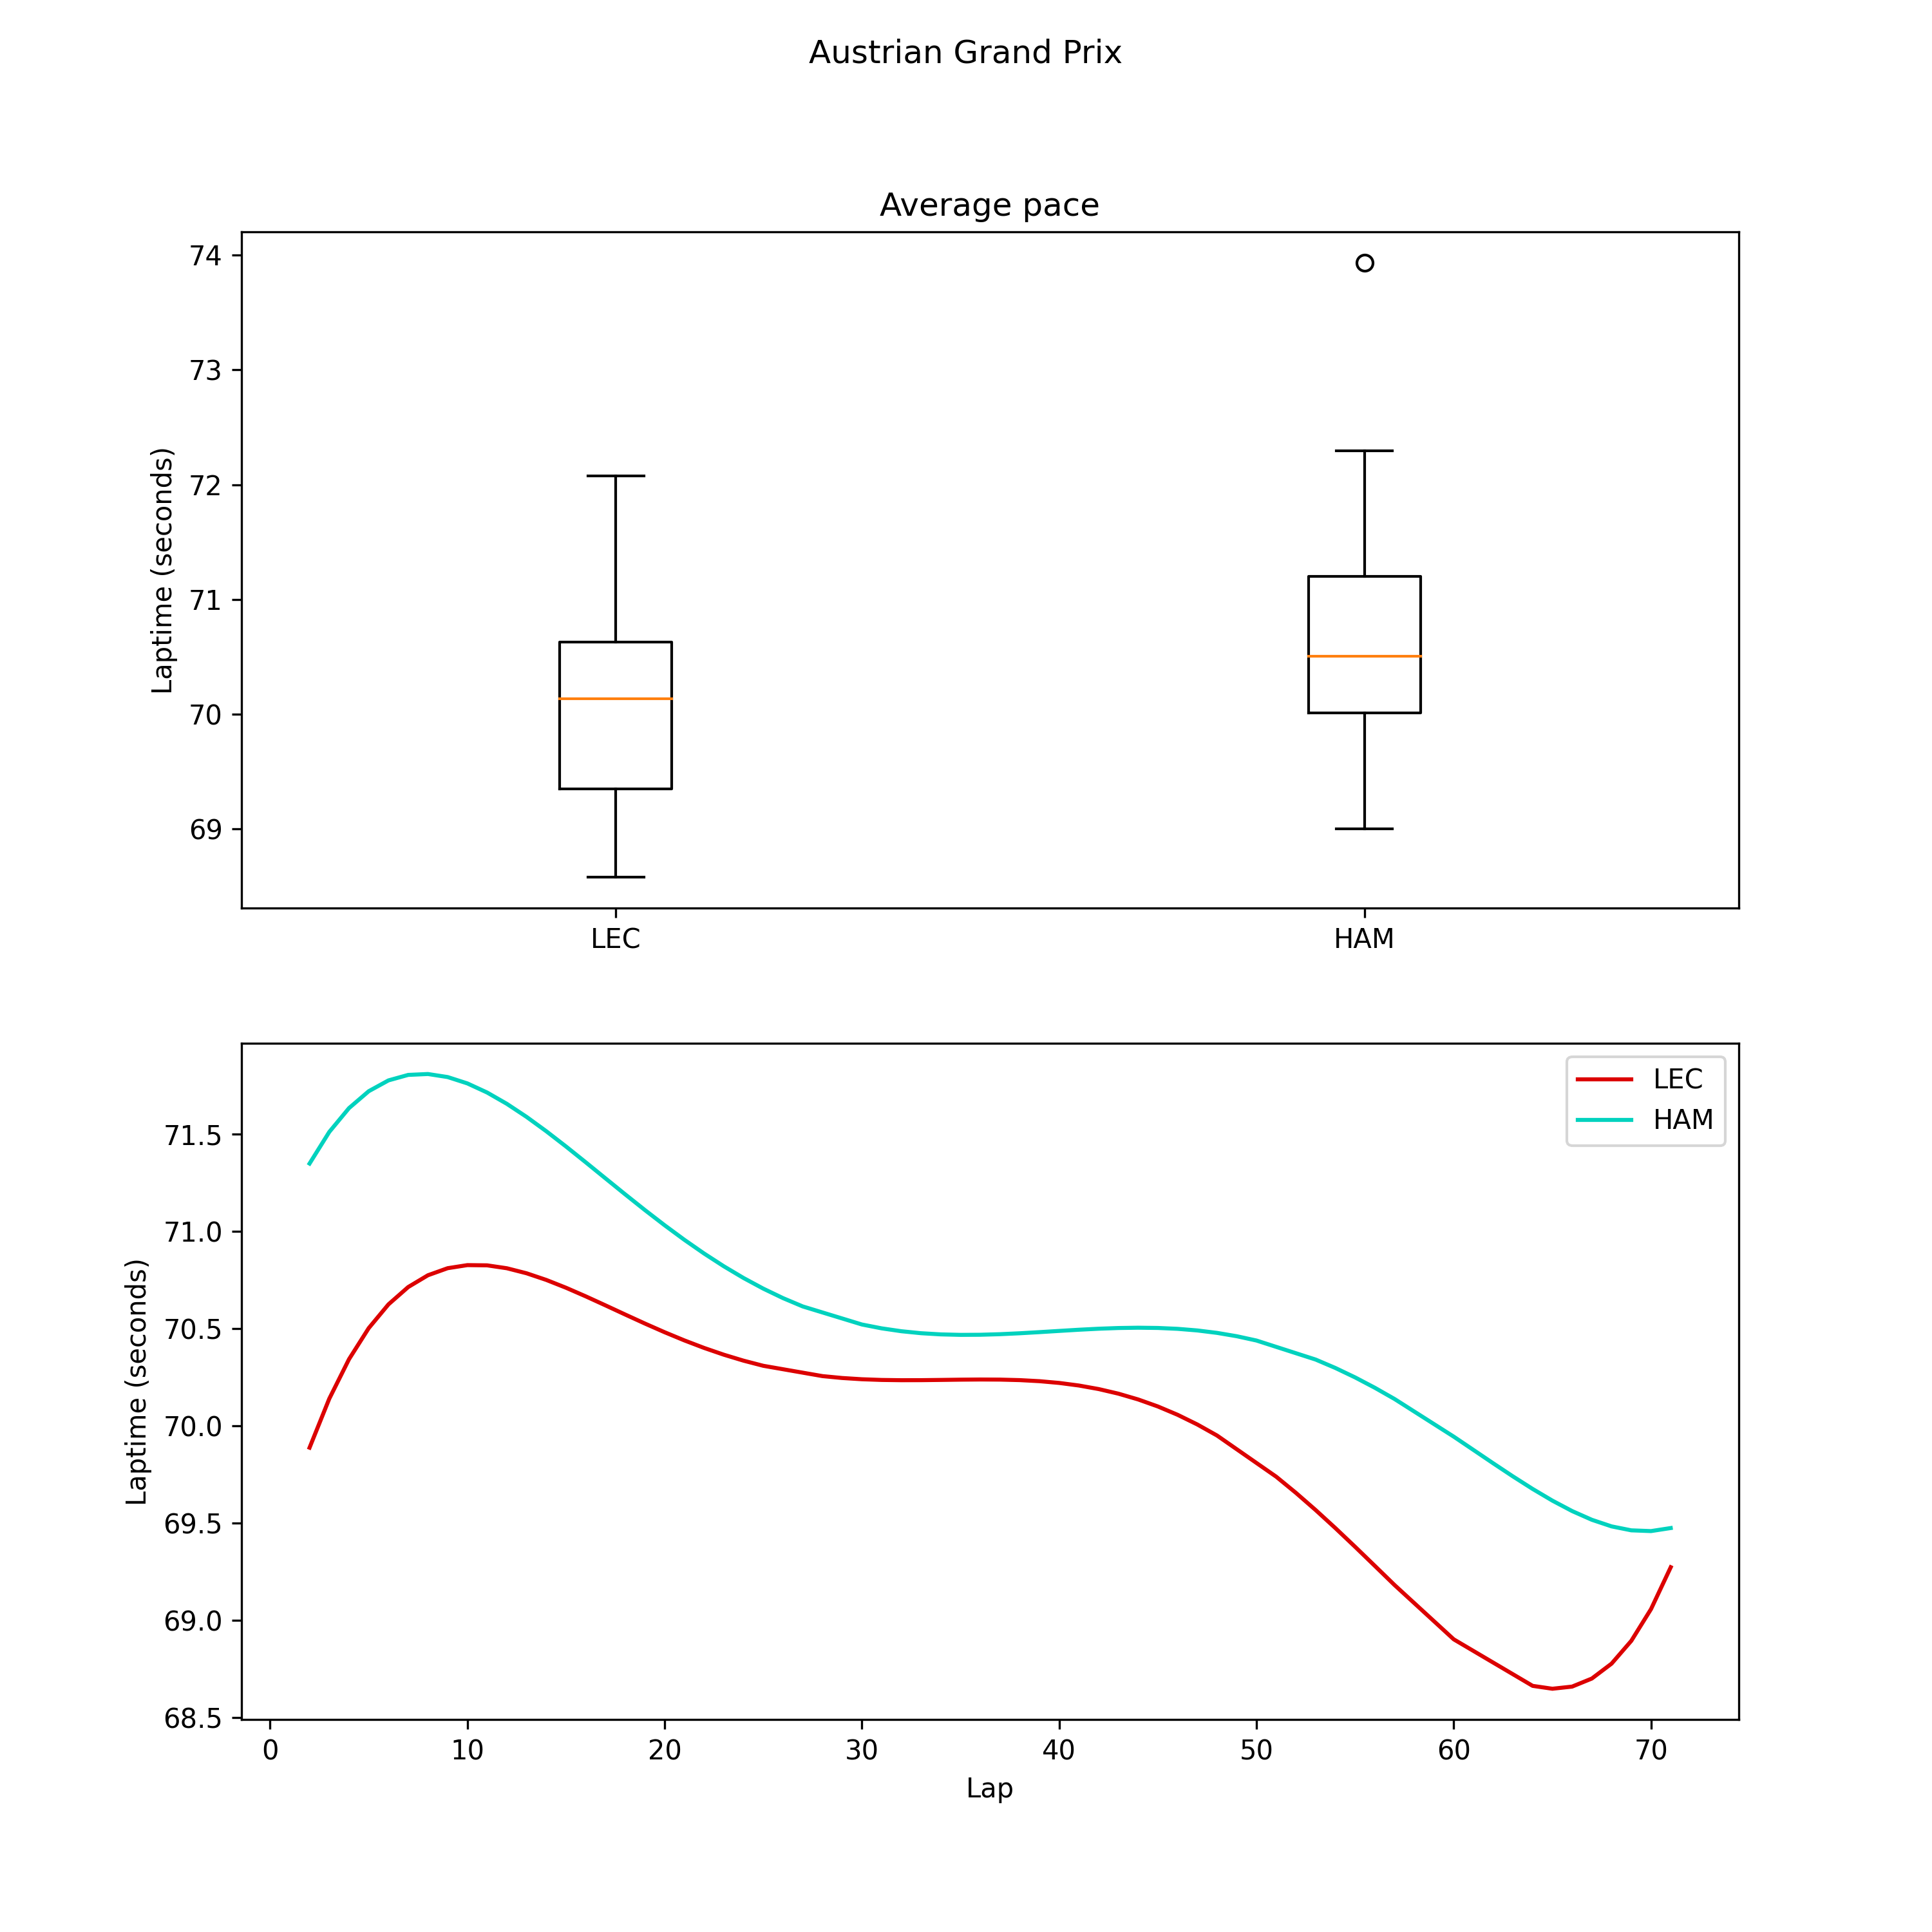 Austrian Grand Prix
Average pace
Laptime (seconds)
74
73
72
71
70
69
LEC
HAM
Laptime (seconds)
71.5
71.0
70.5
70.0
69.5
69.0
68.5
LEC
HAM
0 10 20 30 40 50 60 70
Lap